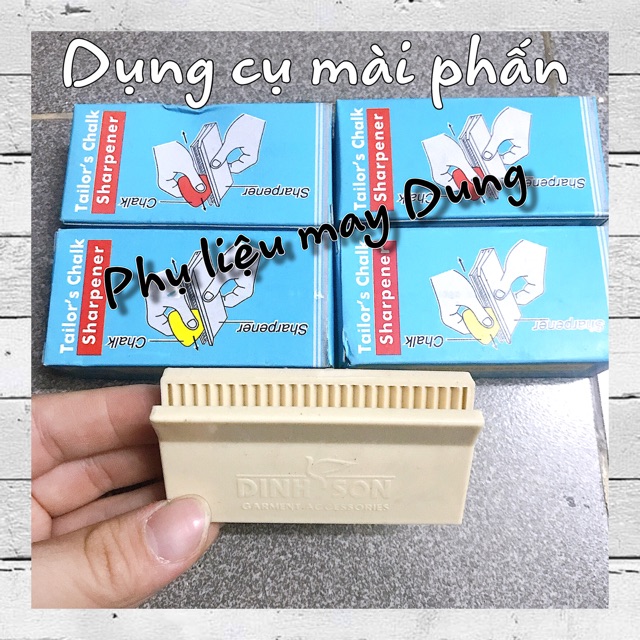 Dụng cụ mài phấn
Tailor's Chalk
Sharpener
Chalk
Sharpener
Tailor's Chalk
Sharpener
Chalk
Sharpener
Phụ liệu may Dung
Tailor's Chalk
Sharpener
Chalk
Sharpener
Tailor's Chalk
Sharpener
Chalk
Sharpener
DINH SON
GARMENT ACCESSORIES